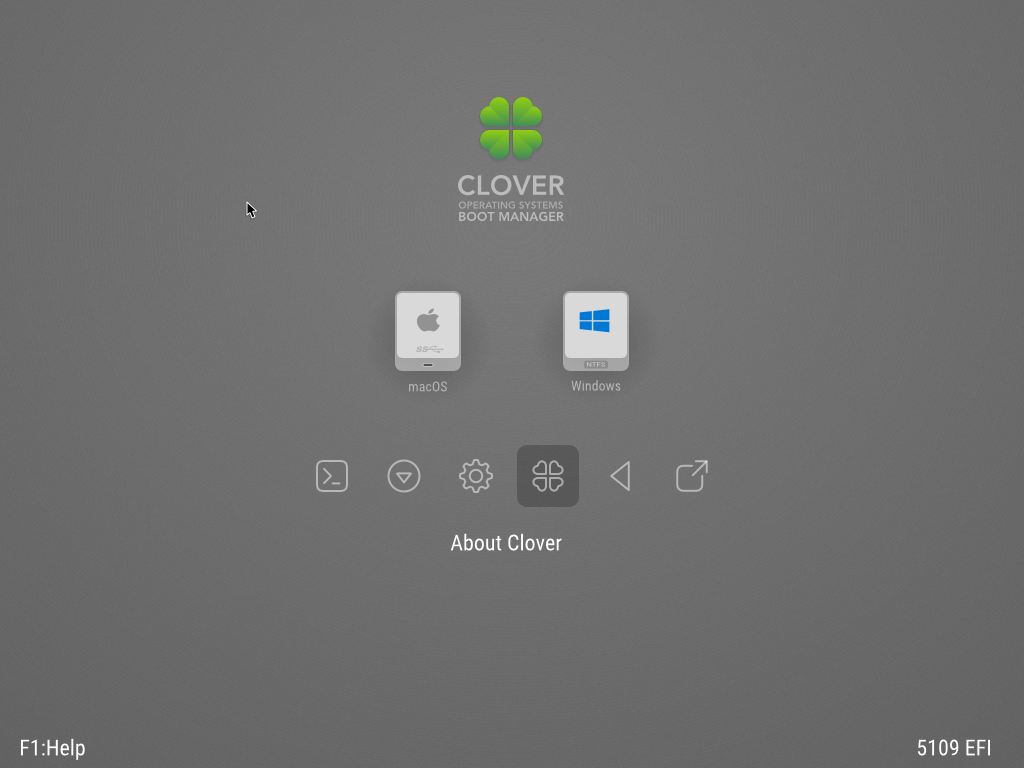 CLOVER
OPERATING SYSTEMS
BOOT MANAGER
SS
NTFS
macOS
Windows
About Clover
F1:Help
5109 EFI